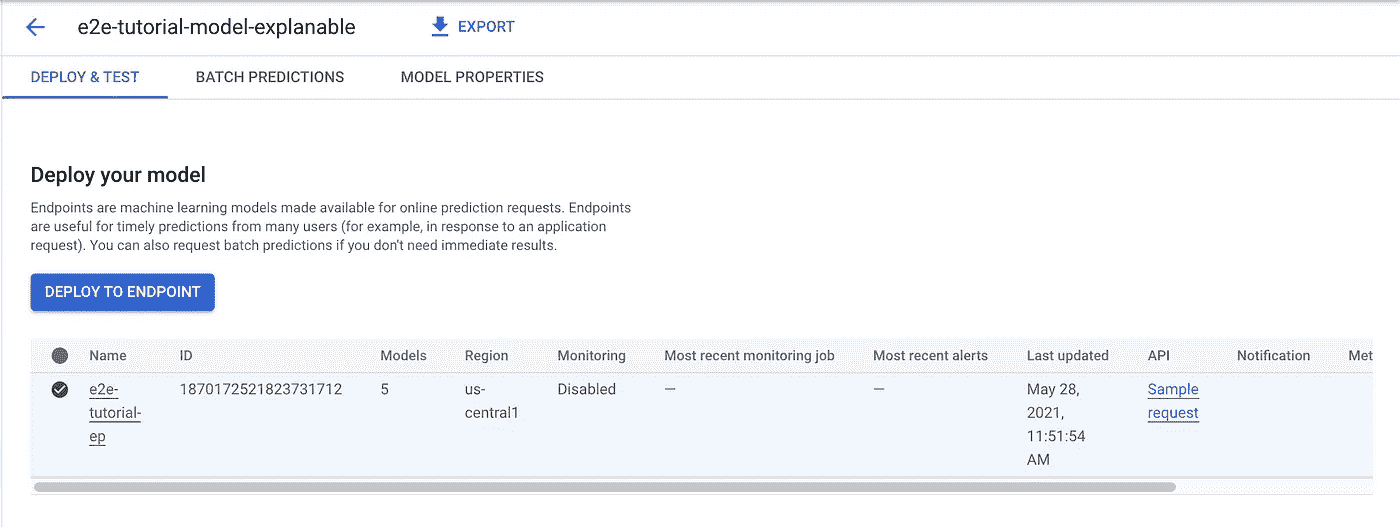 e2e-tutorial-model-explanable EXPORT
DEPLOY & TEST BATCH PREDICTIONS MODEL PROPERTIES
Deploy your model
Endpoints are machine learning models made available for online prediction requests. Endpoints
are useful for timely predictions from many users (for example, in response to an application
request). You can also request batch predictions if you don't need immediate results.
DEPLOY TO ENDPOINT
Name ID Models Region Monitoring Most recent monitoring job Most recent alerts Last updated API Notification Met
e2e- 1870172521823731712 5 us- Disabled — — May 28, Sample
tutorial- central1 2021, request
ep 11:51:54
AM